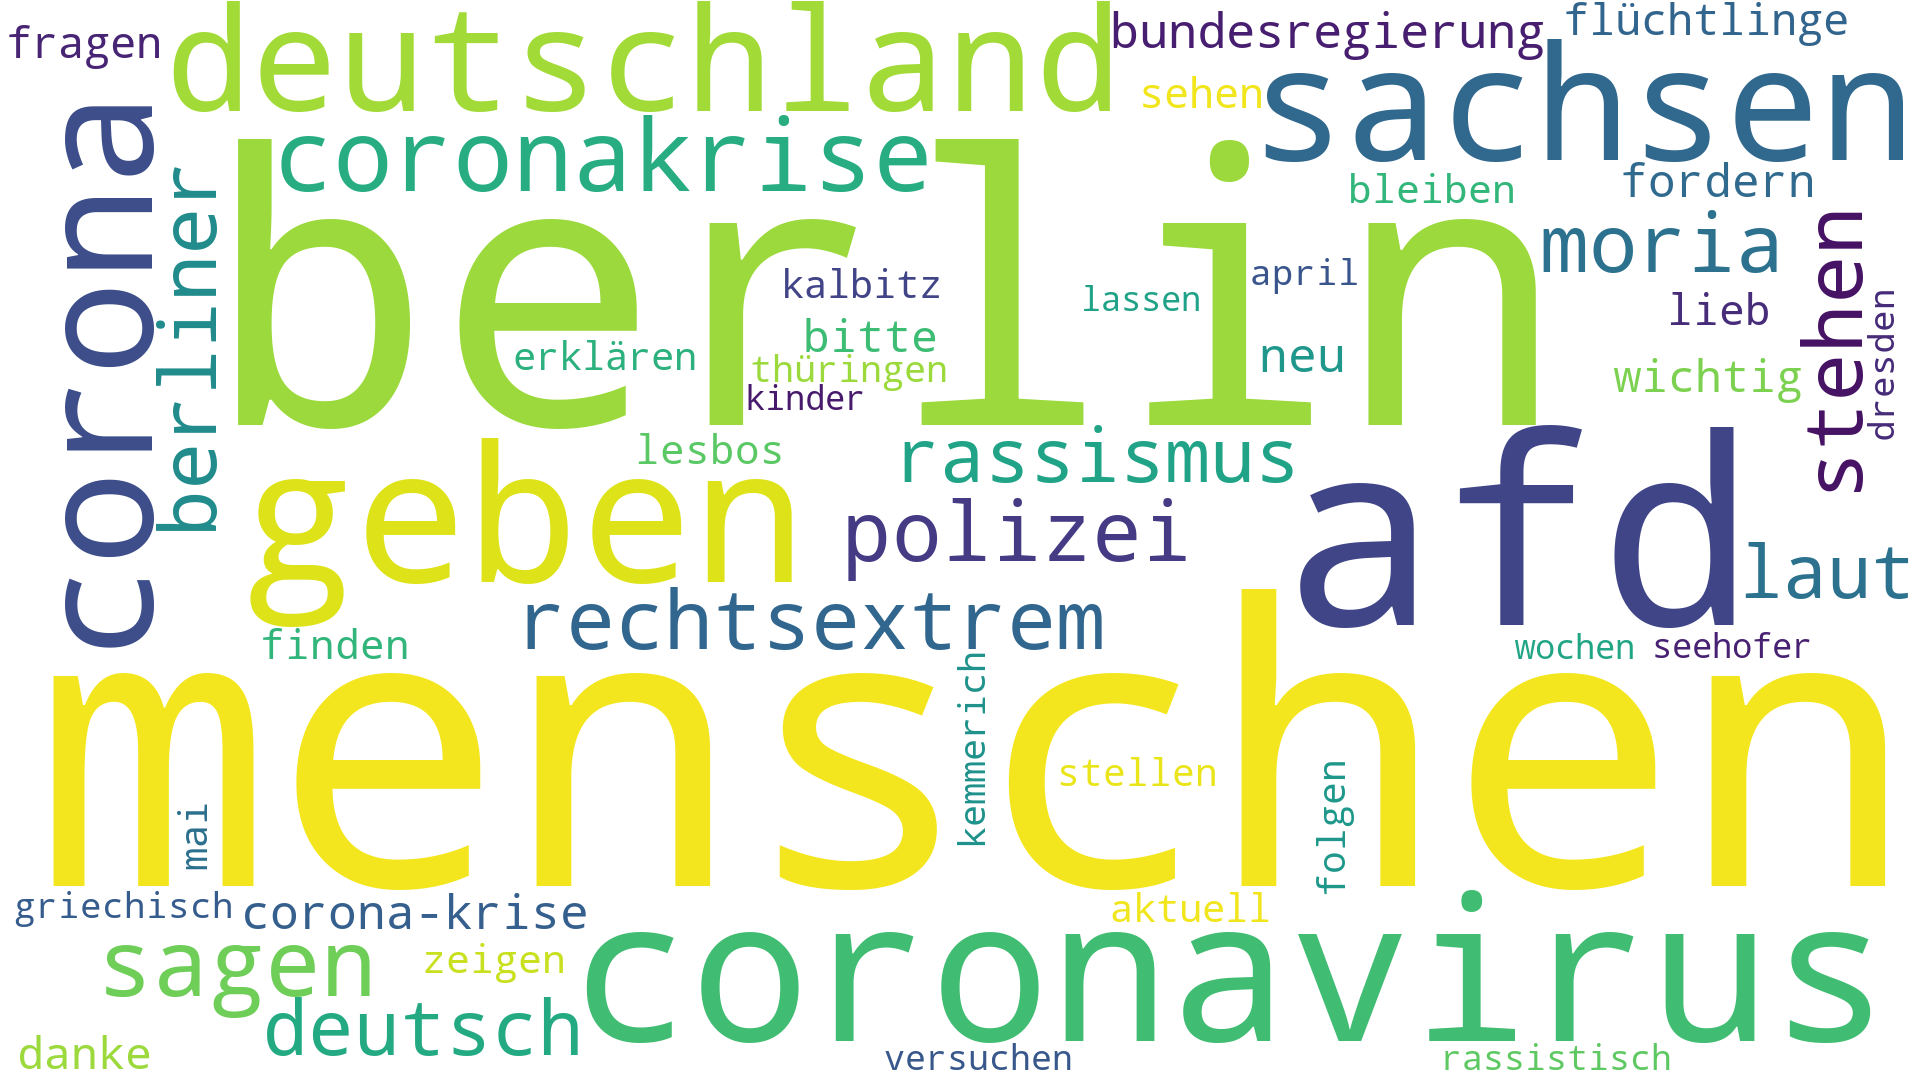 fragen
deutschland
bundesregierung
flüchtlinge
sachsen
sehen
corona
coronakrise
berlin
berliner
bleiben
fordern
moria
stehen
kalbitz
april
lassen
lieb
dresden
bitte
erklären
thüringen
neu
kinder
wichtig
lesbos
rassismus
afd
geben
polizei
laut
rechtsextrem
finden
wochen
seehofer
menschen
kemmerich
stellen
folgen
mai
griechisch
corona-krise
aktuell
coronavirus
sagen
zeigen
deutsch
danke
versuchen
rassistisch